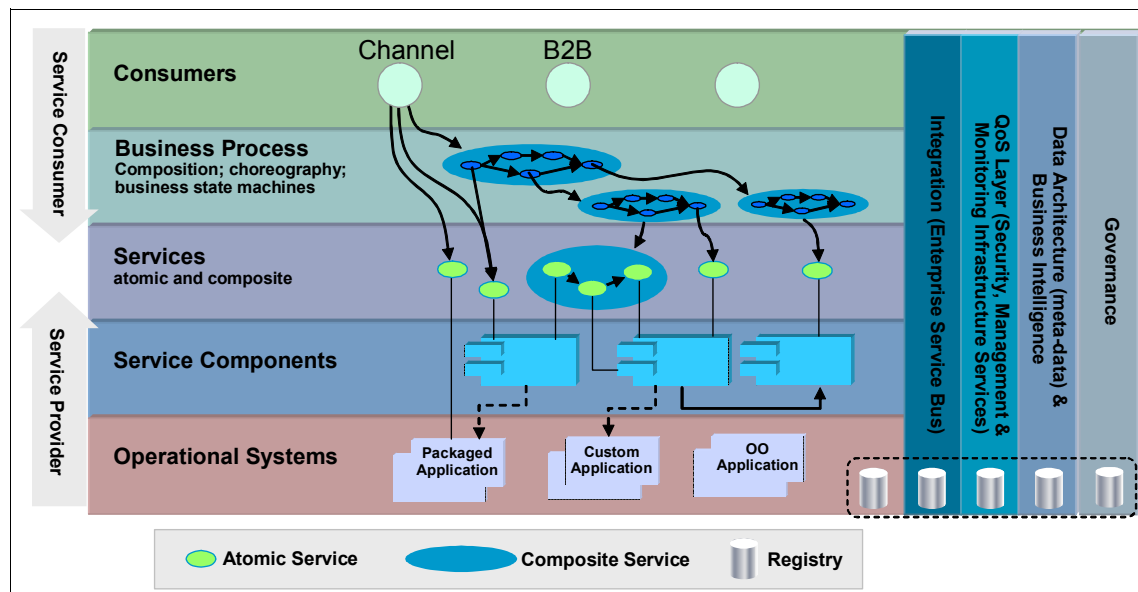 Channel
B2B
Consumers
Service Consumer
Business Process
Composition; choreography;
business state machines
Services
atomic and composite
Service Provider
Service Components
Operational Systems
Packaged
Application
Custom
Application
OO
Application
Integration (Enterprise Service Bus)
QoS Layer (Security, Management &
Monitoring Infrastructure Services)
Data Architecture (meta-data) &
Business Intelligence
Governance
Atomic Service
Composite Service
Registry